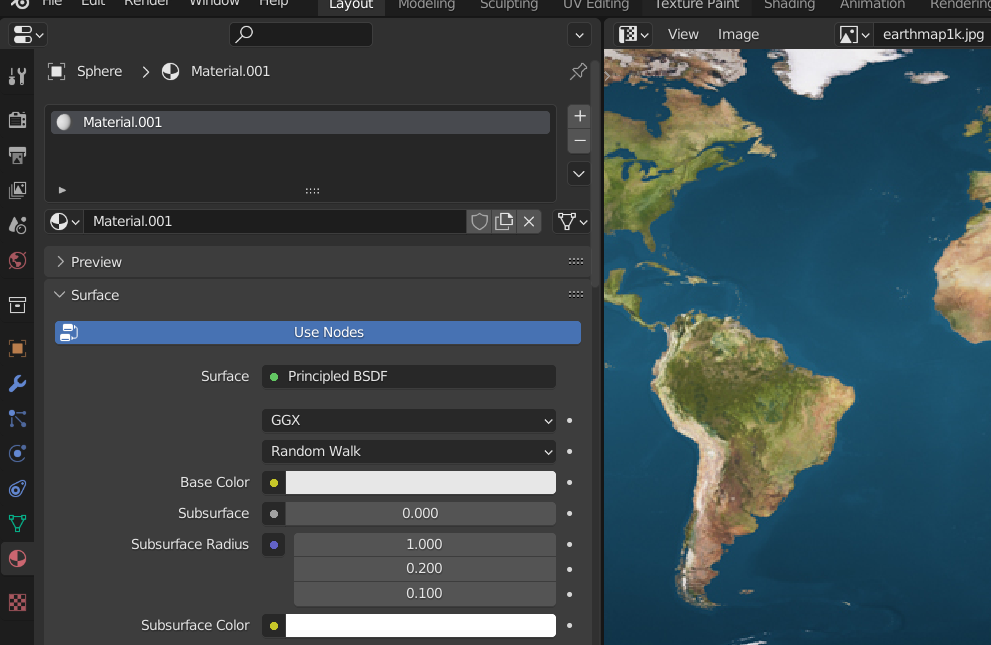 File Edit Render Window Help Layout Modeling Sculpting UV Editing Texture Paint Shading Animation Rendering
View Image earthmap1k.jpg
Sphere Material.001
Material.001
Material.001
Preview
Surface
Use Nodes
Surface Principled BSDF
GGX
Random Walk
Base Color
Subsurface 0.000
Subsurface Radius 1.000
0.200
0.100
Subsurface Color